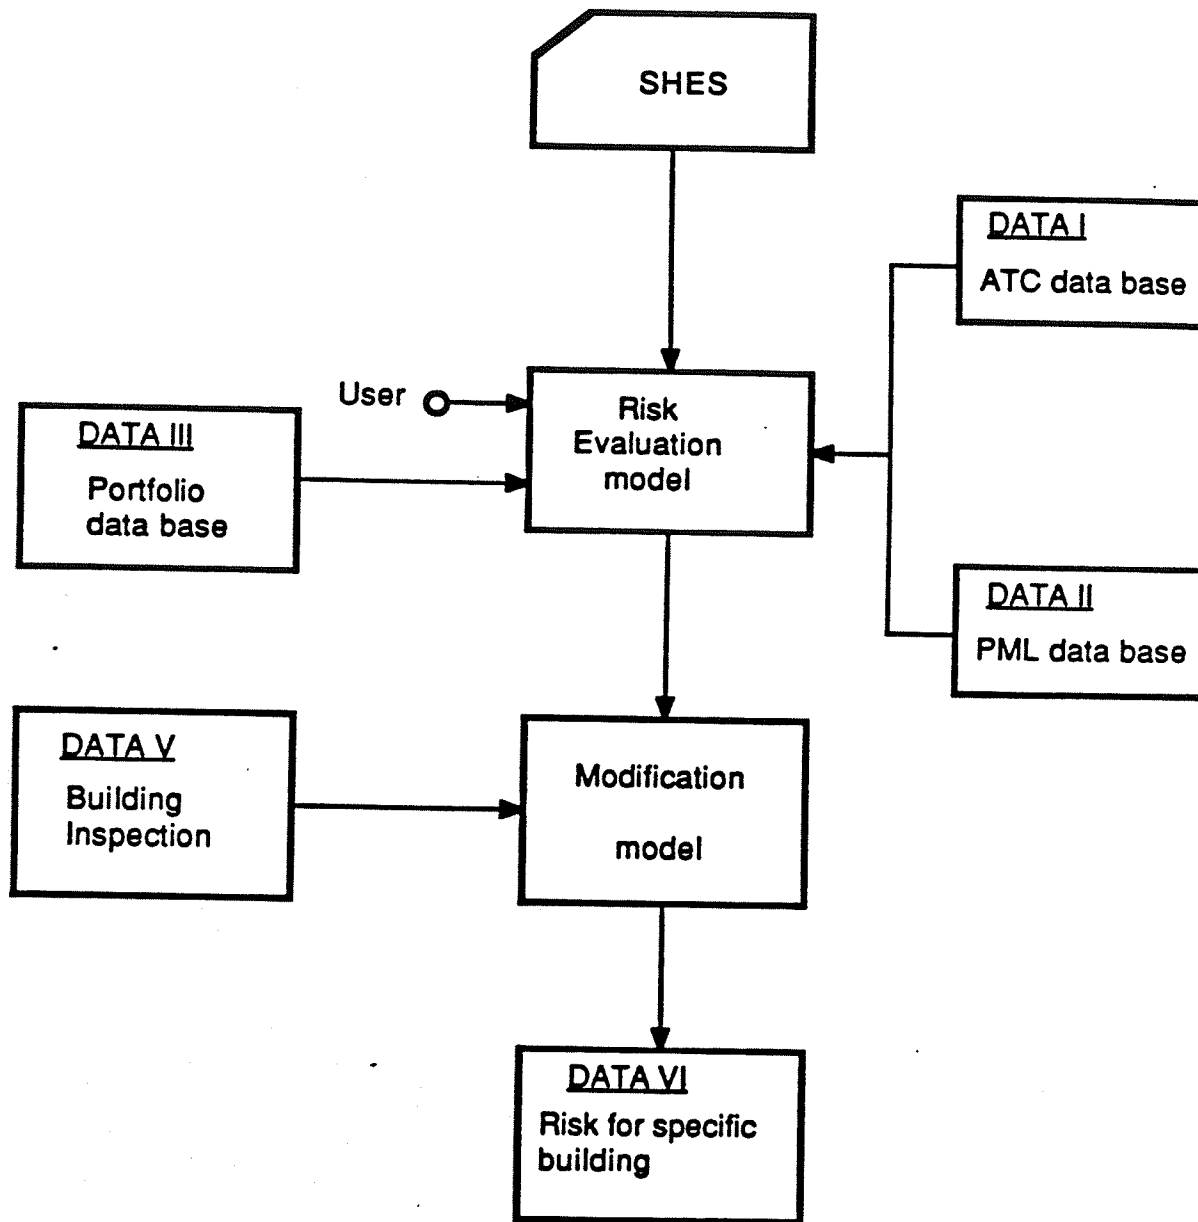 SHES
DATA I
ATC data base
User
Risk
Evaluation
model
DATA III
Portfolio
data base
DATA II
PML data base
DATA V
Building
Inspection
Modification
model
DATA VI
Risk for specific
building